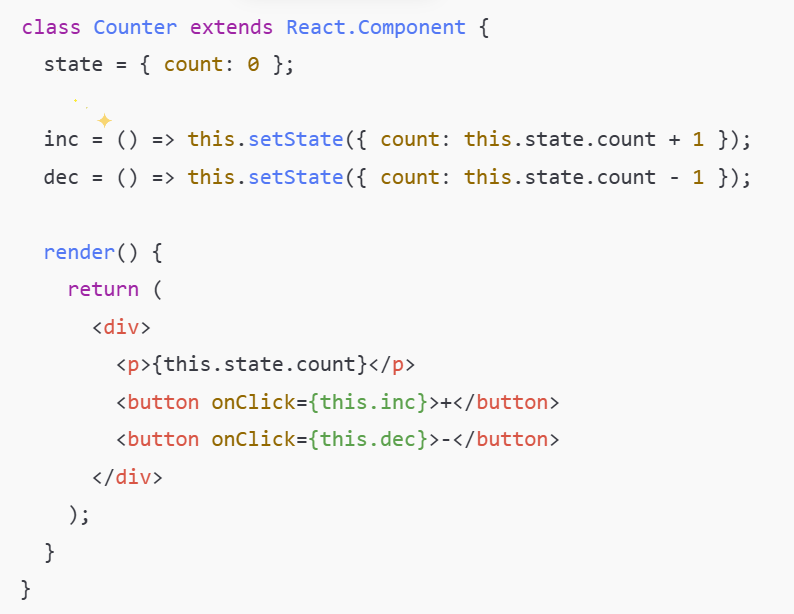 class Counter extends React.Component {
  state = { count: 0 };

  inc = () => this.setState({ count: this.state.count + 1 });
  dec = () => this.setState({ count: this.state.count - 1 });

  render() {
    return (
      <div>
        <p>{this.state.count}</p>
        <button onClick={this.inc}>+</button>
        <button onClick={this.dec}>-</button>
      </div>
    );
  }
}